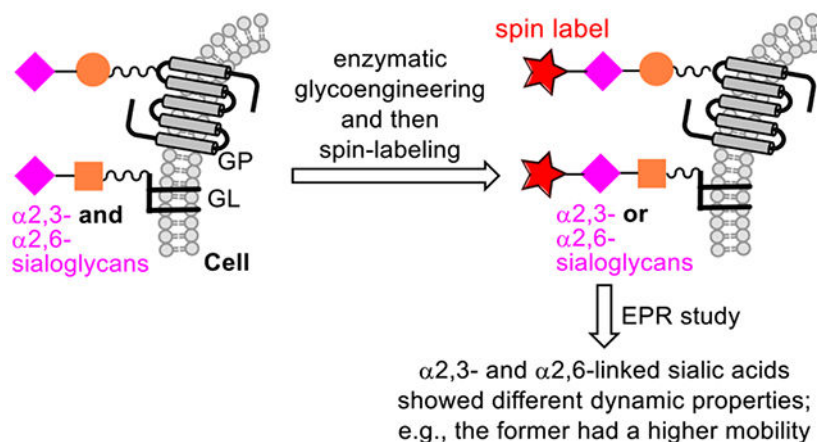 enzymatic
glycoengineering
and then
spin-labeling
GP
GL
α2,3- and
α2,6-
sialoglycans
Cell
spin label
α2,3- or
α2,6-
sialoglycans
EPR study
α2,3- and α2,6-linked sialic acids
showed different dynamic properties;
e.g., the former had a higher mobility